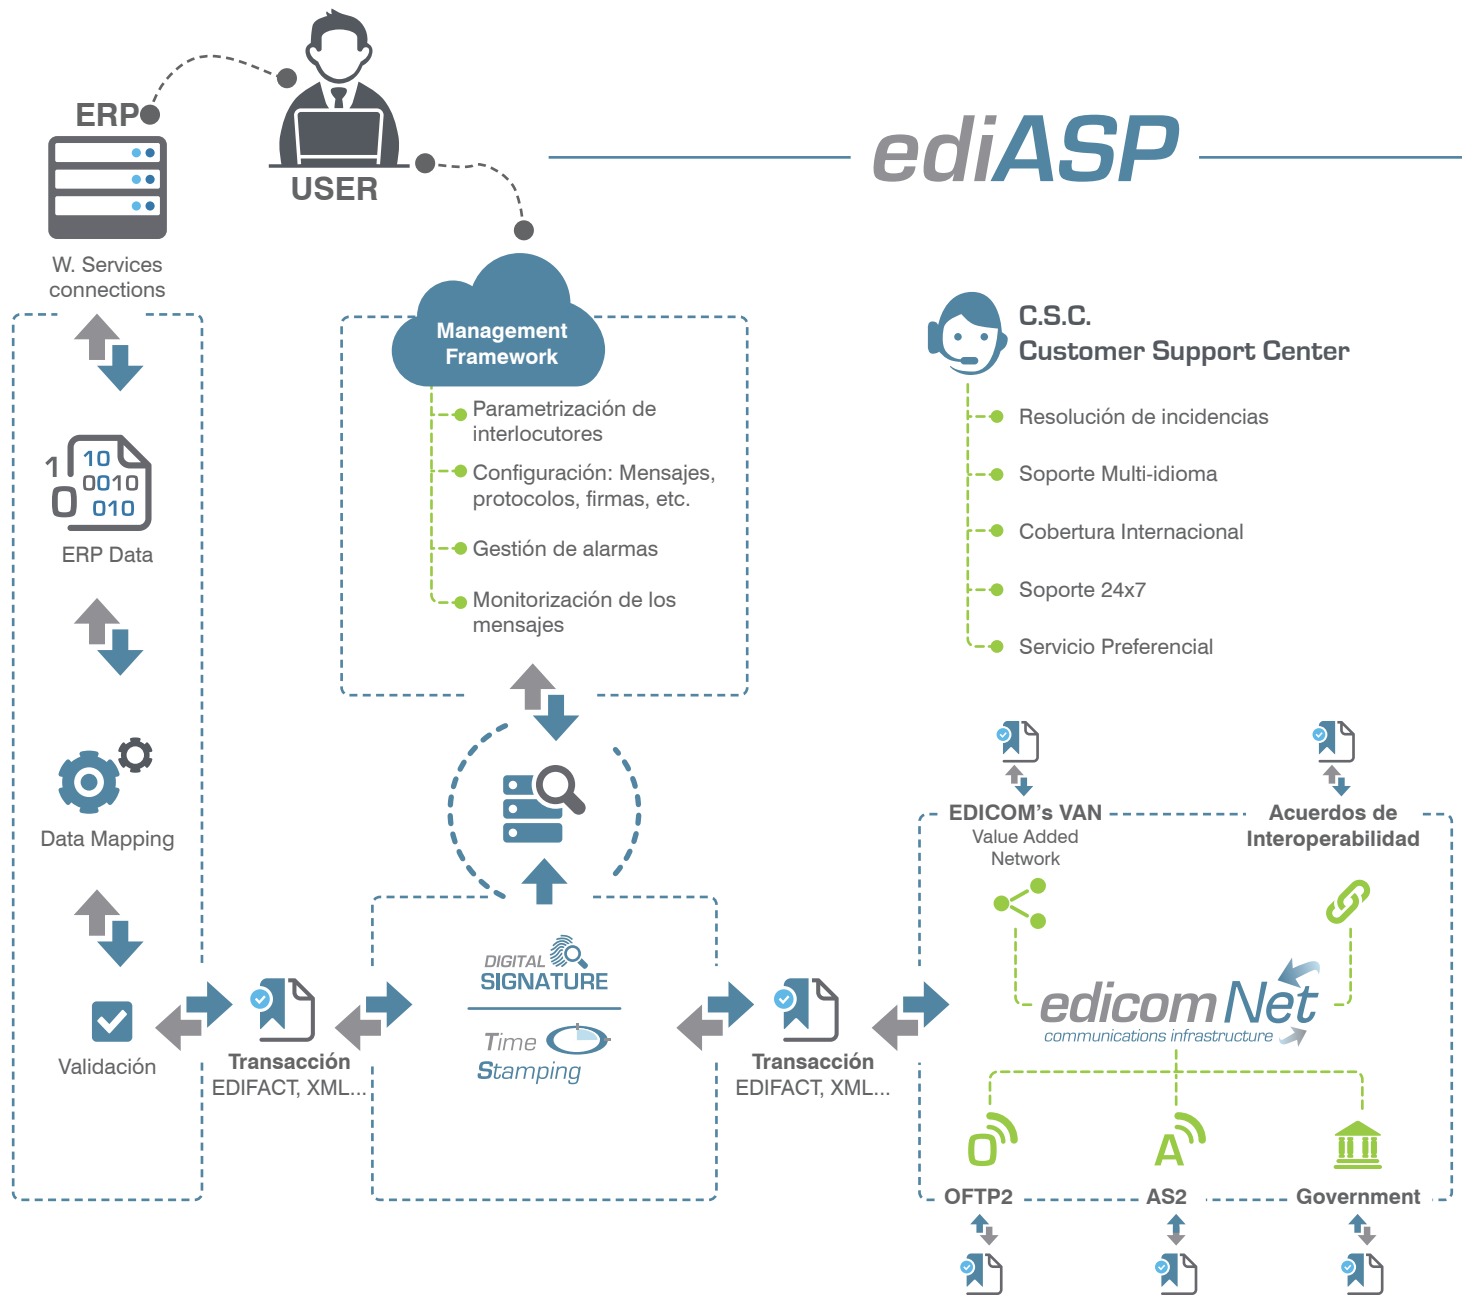 ERP
USER
ediASP
W. Services
connections
1
0
10
0010
010
ERP Data
Data Mapping
Validación
Management
Framework
Parametrización de
interlocutores
Configuración: Mensajes,
protocolos, firmas, etc.
Gestión de alarmas
Monitorización de los
mensajes
C.S.C.
Customer Support Center
Resolución de incidencias
Soporte Multi-idioma
Cobertura Internacional
Soporte 24x7
Servicio Preferencial
Transacción
EDIFACT, XML...
DIGITAL
SIGNATURE
Time
Stamping
Transacción
EDIFACT, XML...
EDICOM's VAN
Value Added
Network
Acuerdos de
Interoperabilidad
edicomNet
communications infrastructure
O
A
OFTP2
AS2
Government